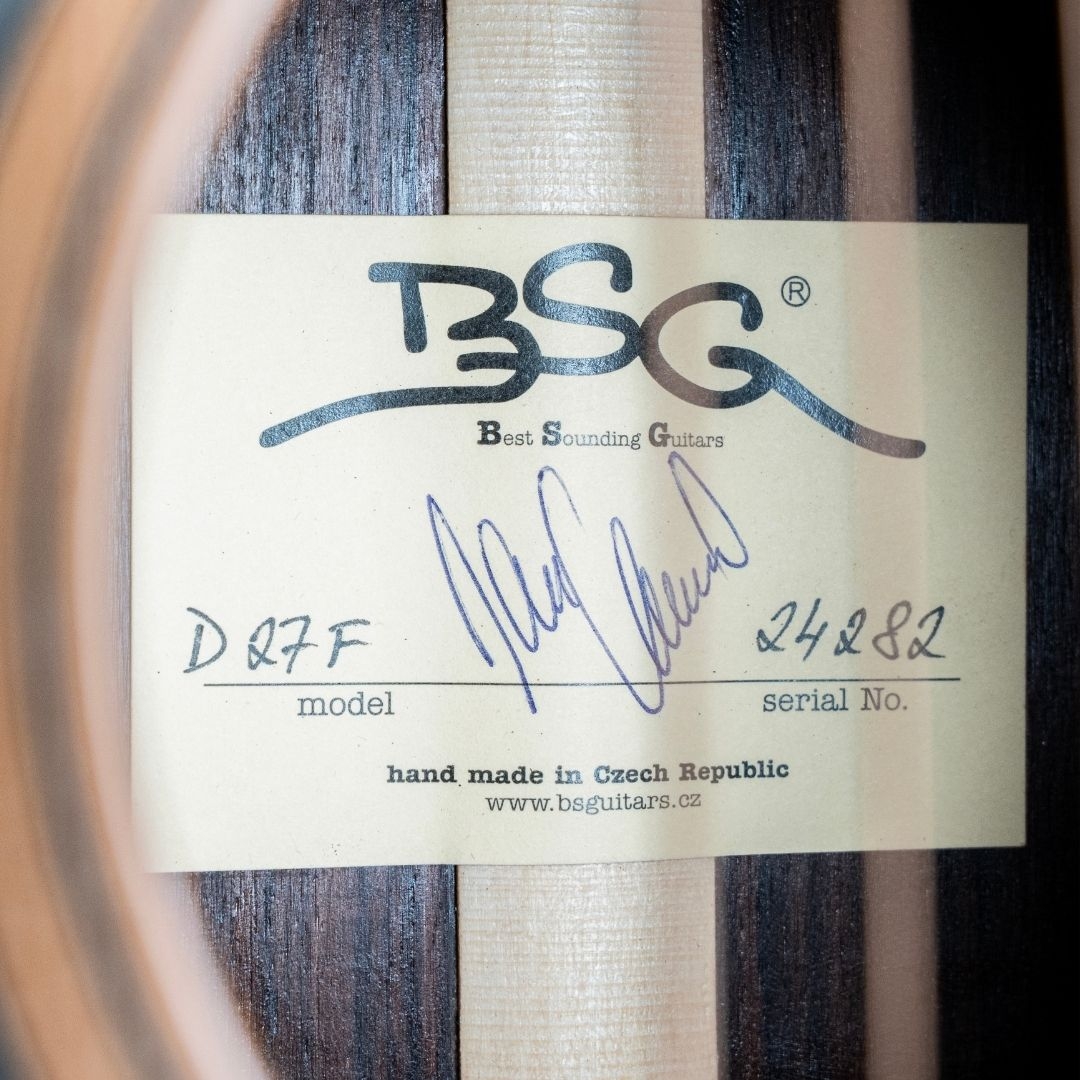 BSG®
Best Sounding Guitars
D27F 24282
model serial No.
hand made in Czech Republic
www.bsguitars.cz